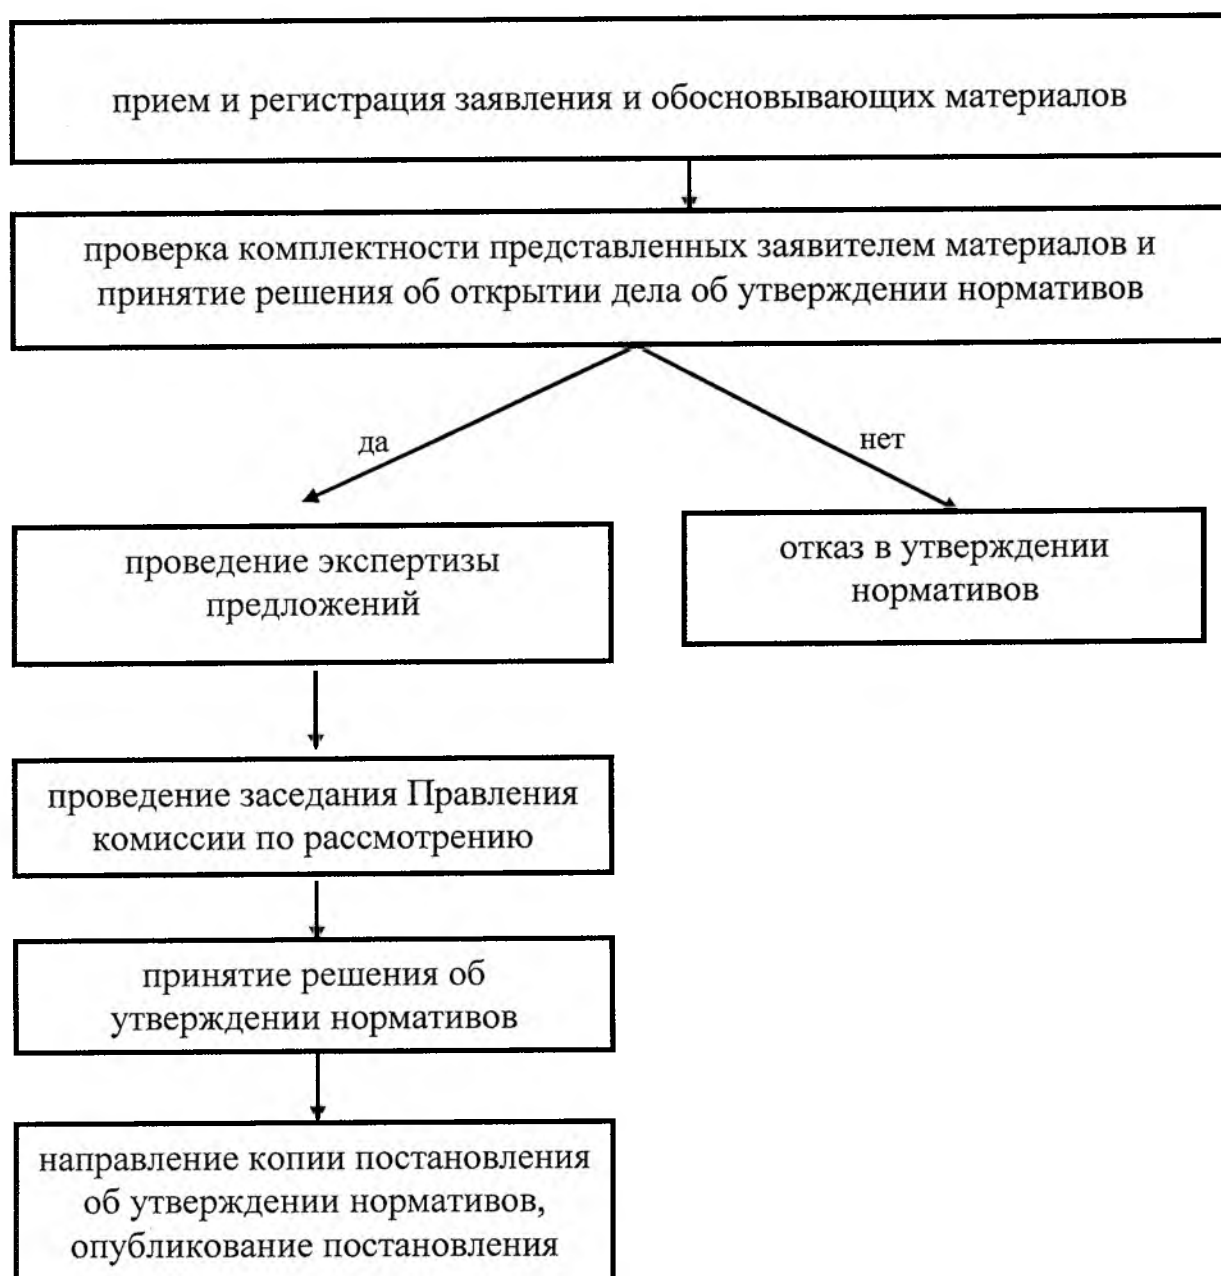 прием и регистрация заявления и обосновывающих материалов
проверка комплектности представленных заявителем материалов и
принятие решения об открытии дела об утверждении нормативов
да
нет
проведение экспертизы
предложений
отказ в утверждении
нормативов
проведение заседания Правления
комиссии по рассмотрению
принятие решения об
утверждении нормативов
направление копии постановления
об утверждении нормативов,
опубликование постановления